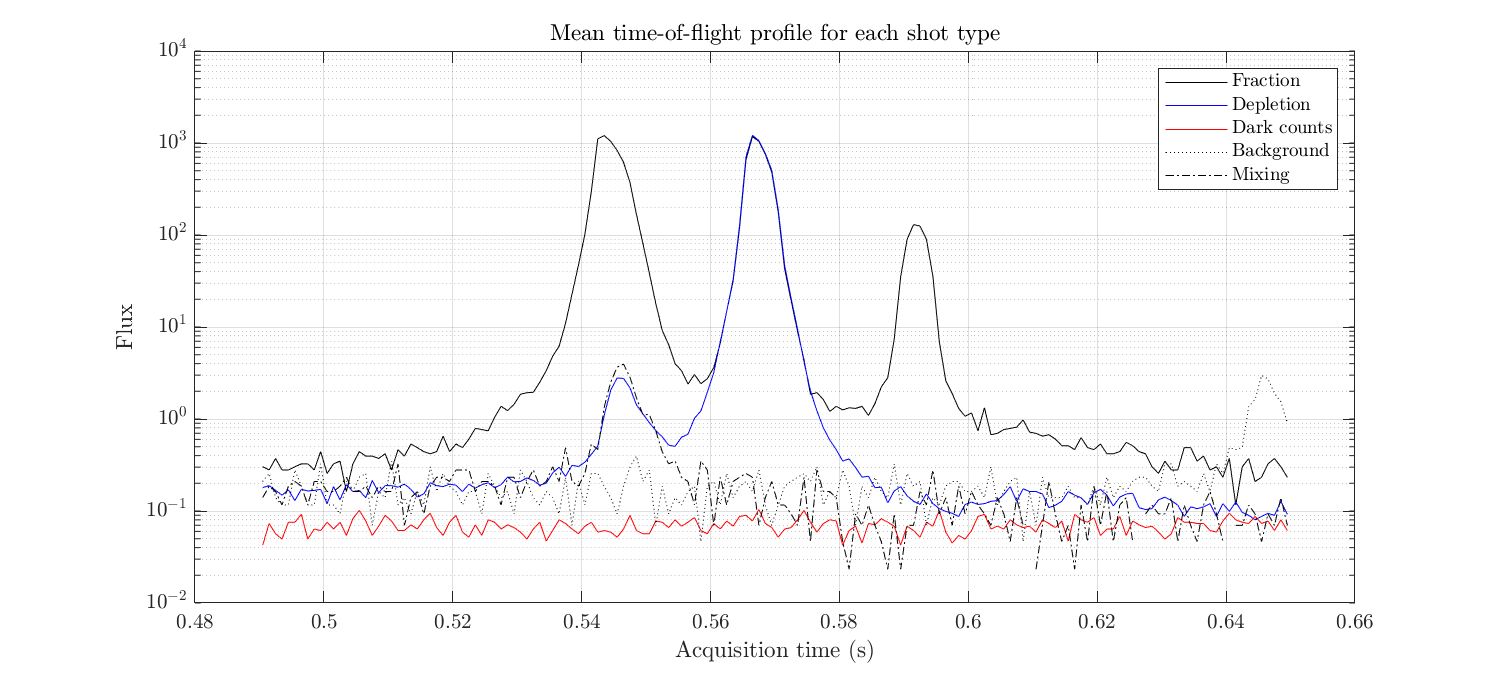 Mean time-of-flight profile for each shot type
10^4
10^3
10^2
10^1
10^0
10^-1
10^-2
Flux
Fraction
Depletion
Dark counts
Background
Mixing
0.48 0.5 0.52 0.54 0.56 0.58 0.6 0.62 0.64 0.66
Acquisition time (s)